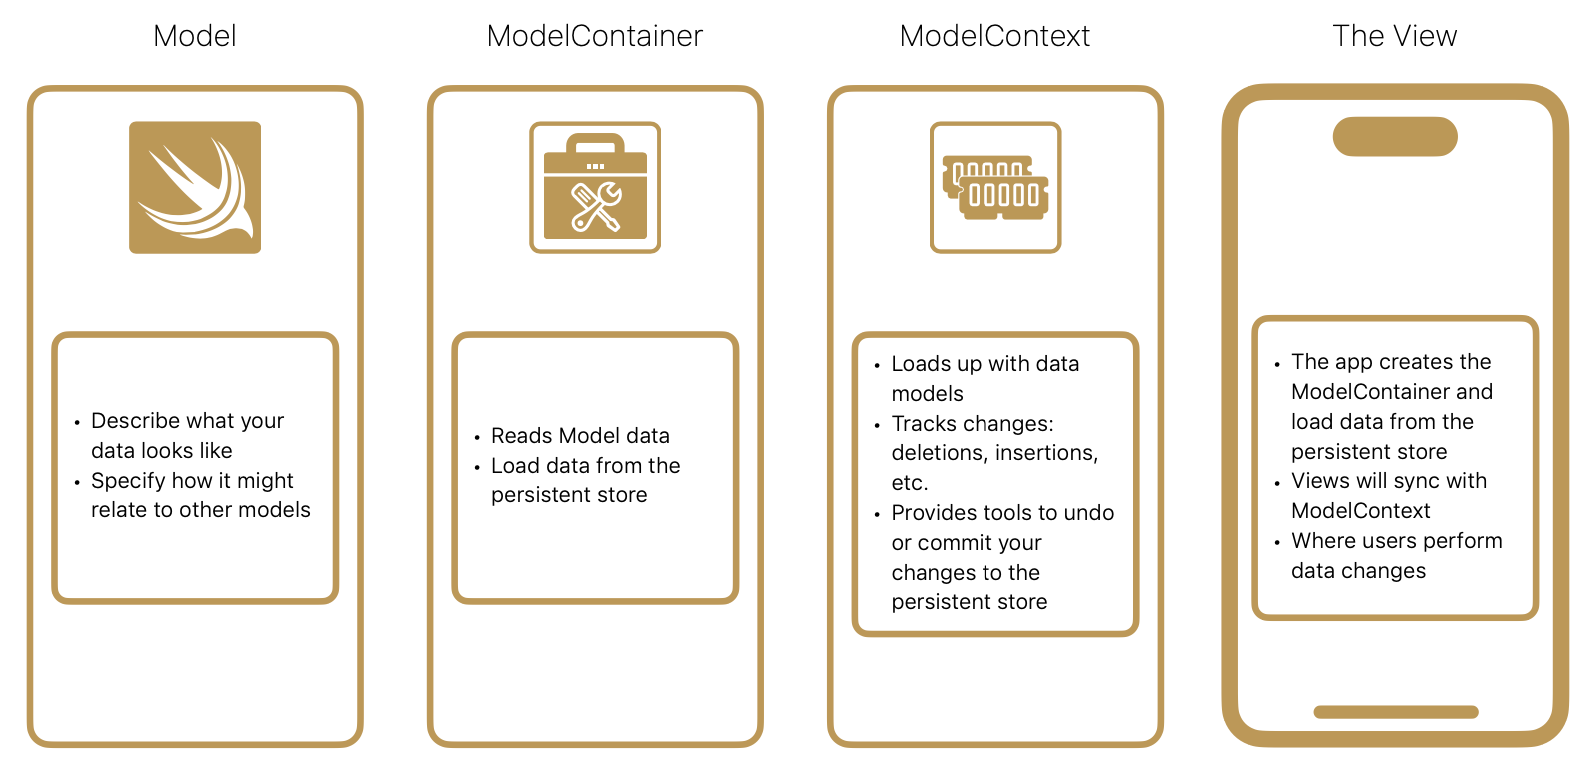 Model
ModelContainer
ModelContext
The View
• Describe what your
data looks like
• Specify how it might
relate to other models
• Reads Model data
• Load data from the
persistent store
• Loads up with data
models
• Tracks changes:
deletions, insertions,
etc.
• Provides tools to undo
or commit your
changes to the
persistent store
• The app creates the
ModelContainer and
load data from the
persistent store
• Views will sync with
ModelContext
• Where users perform
data changes